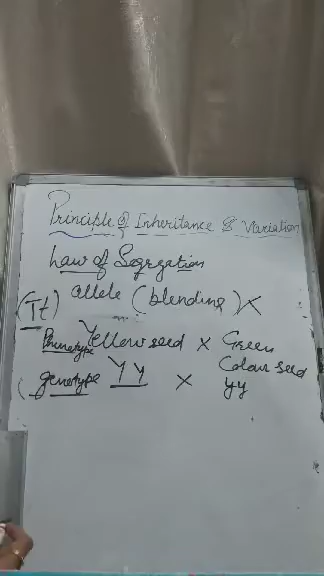 Principle of Inheritance & Variation
Law of Segregation
(Tt) allele (blending) ×
Phenotype Yellow seed × Green
Colour seed
(genotype YY × yy